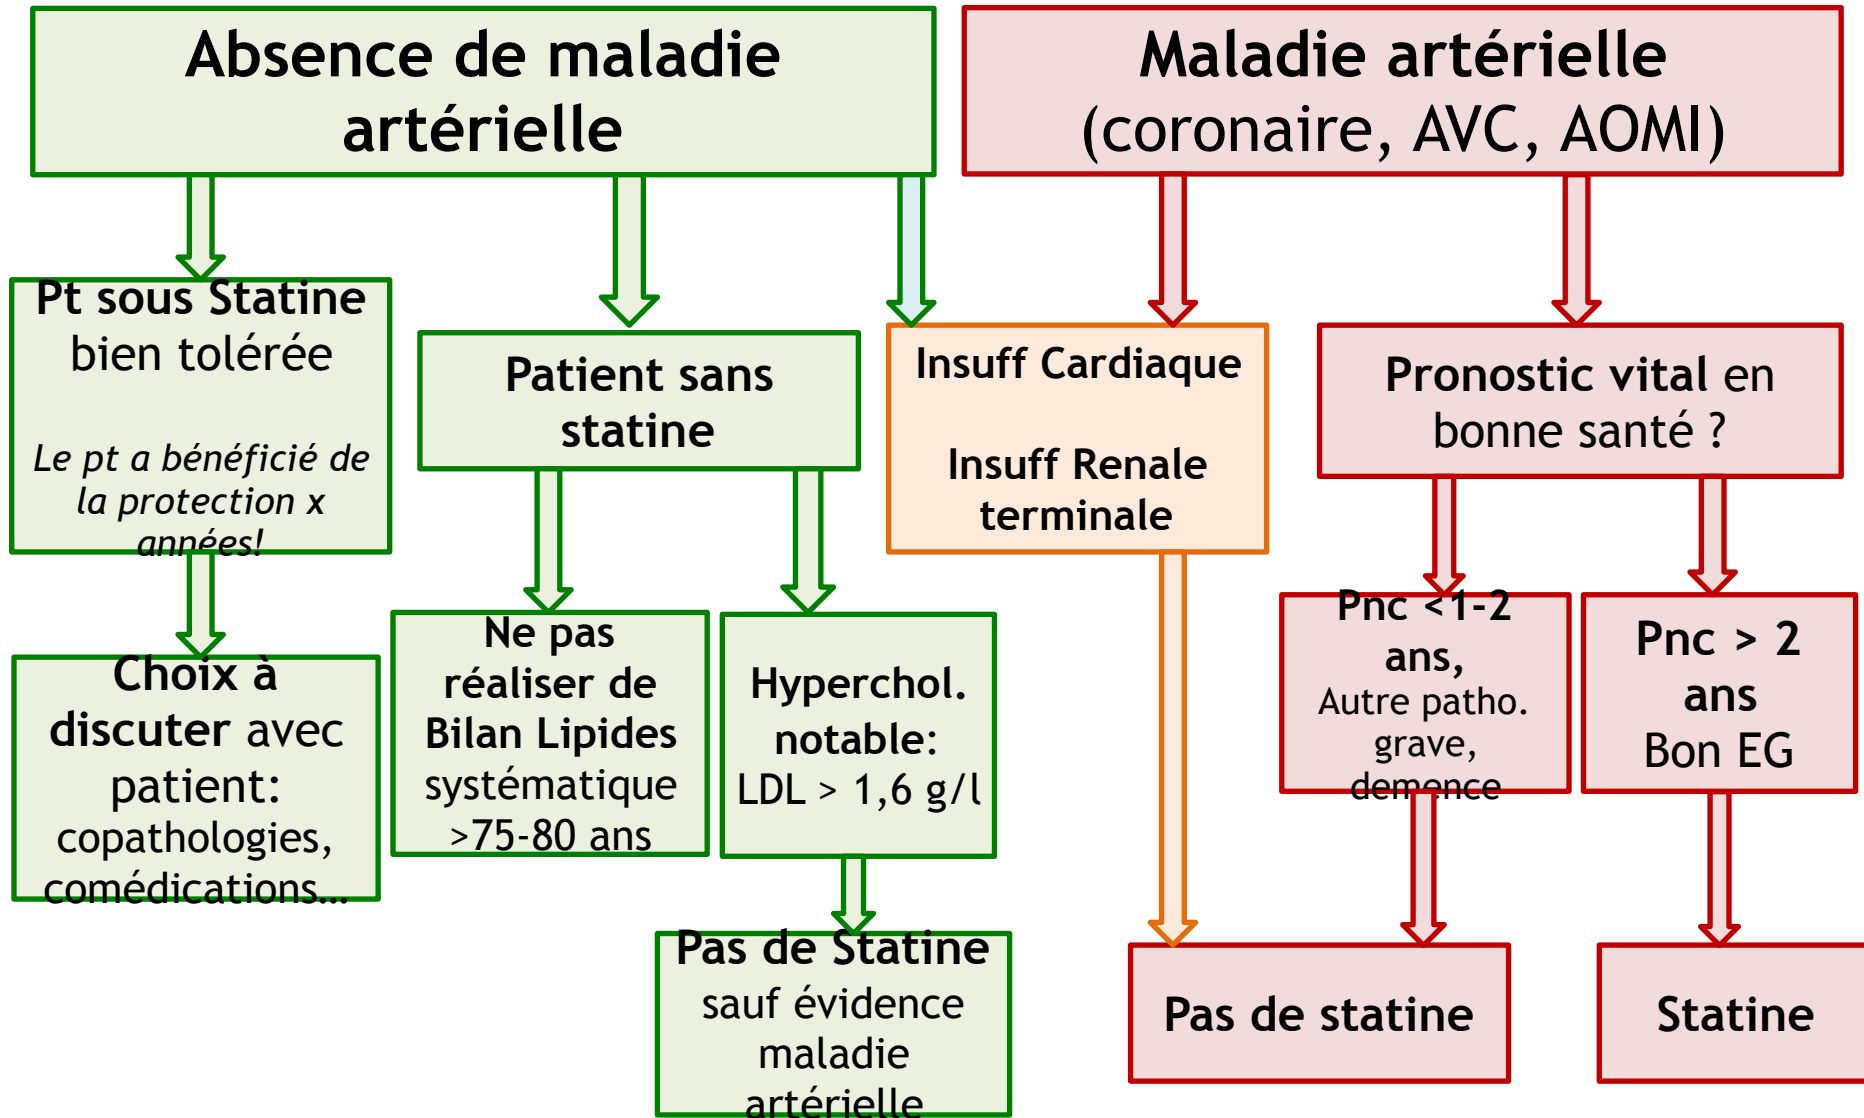 Absence de maladie
artérielle
Maladie artérielle
(coronaire, AVC, AOMI)
Pt sous Statine
bien tolérée
Le pt a bénéficié de
la protection x
années!
Patient sans
statine
Insuff Cardiaque
Insuff Renale
terminale
Pronostic vital en
bonne santé ?
Choix à
discuter avec
patient:
copathologies,
comédications…
Ne pas
réaliser de
Bilan Lipides
systématique
>75-80 ans
Hyperchol.
notable:
LDL > 1,6 g/l
Pnc <1-2
ans,
Autre patho.
grave,
demence
Pnc > 2
ans
Bon EG
Pas de Statine
sauf évidence
maladie
artérielle
Pas de statine
Statine